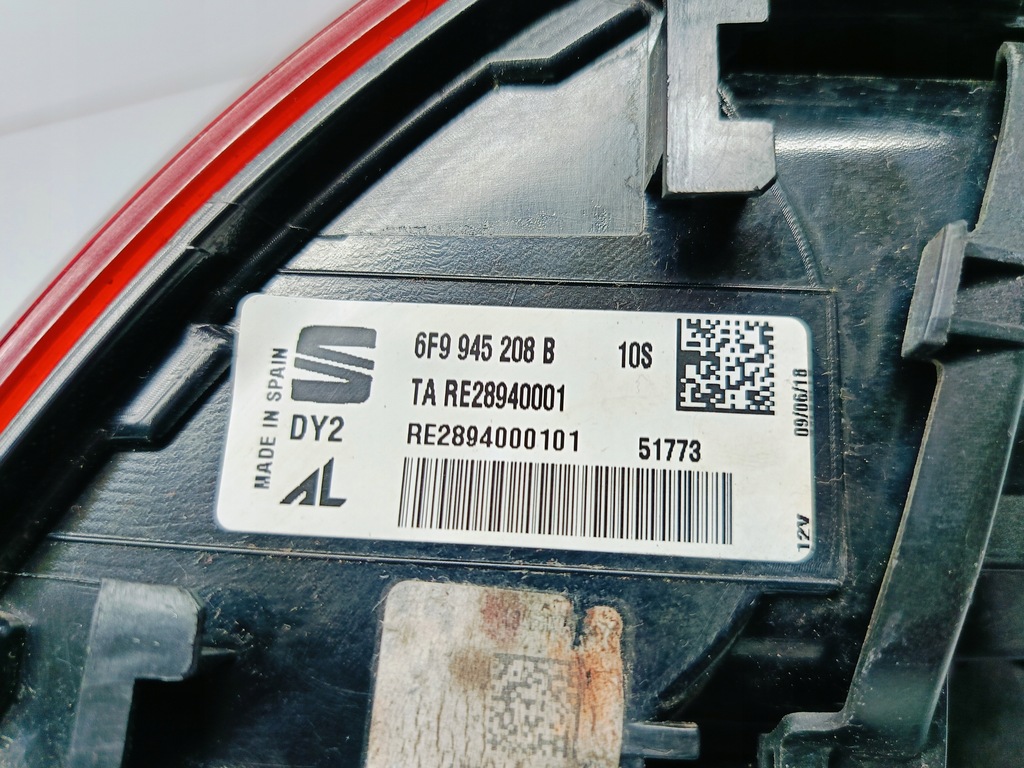 MADE IN SPAIN
6F9 945 208 B 10S
TA RE28940001
DY2
RE2894000101 51773
AL
09/06/18
12V